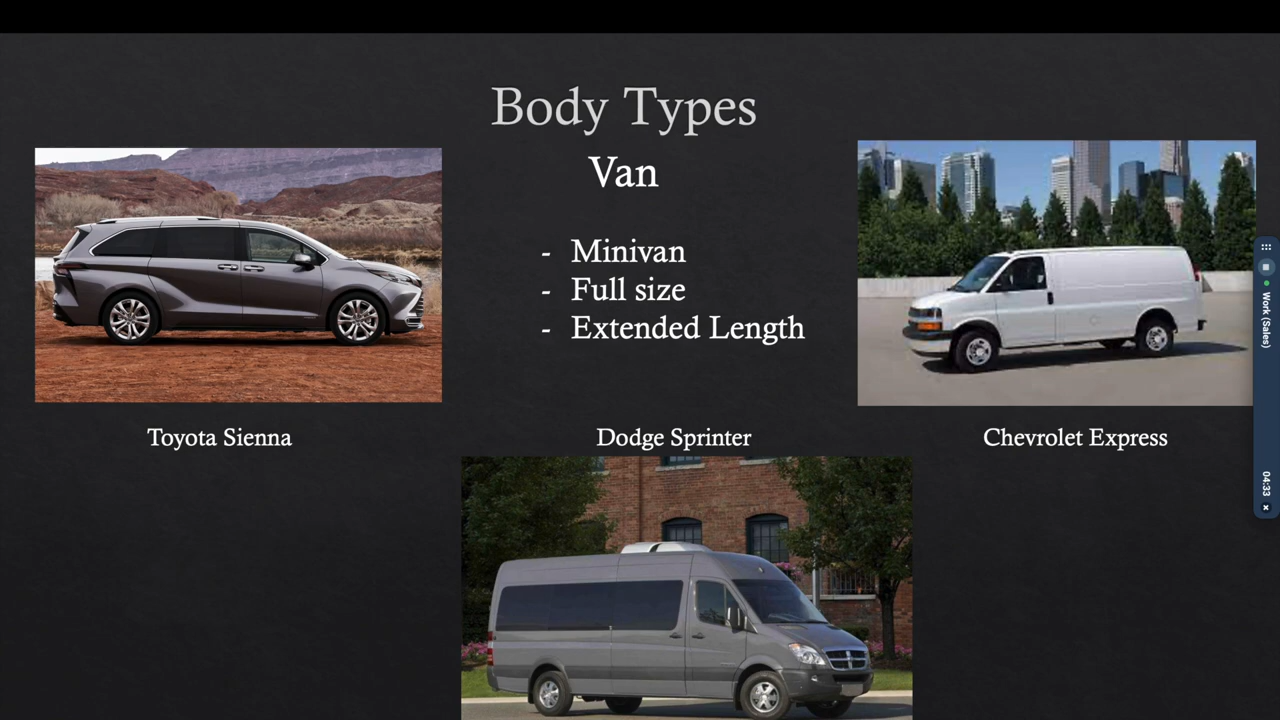 Body Types
Van
- Minivan
- Full size
- Extended Length
Toyota Sienna
Dodge Sprinter
Chevrolet Express
Work (Sales)
04:33